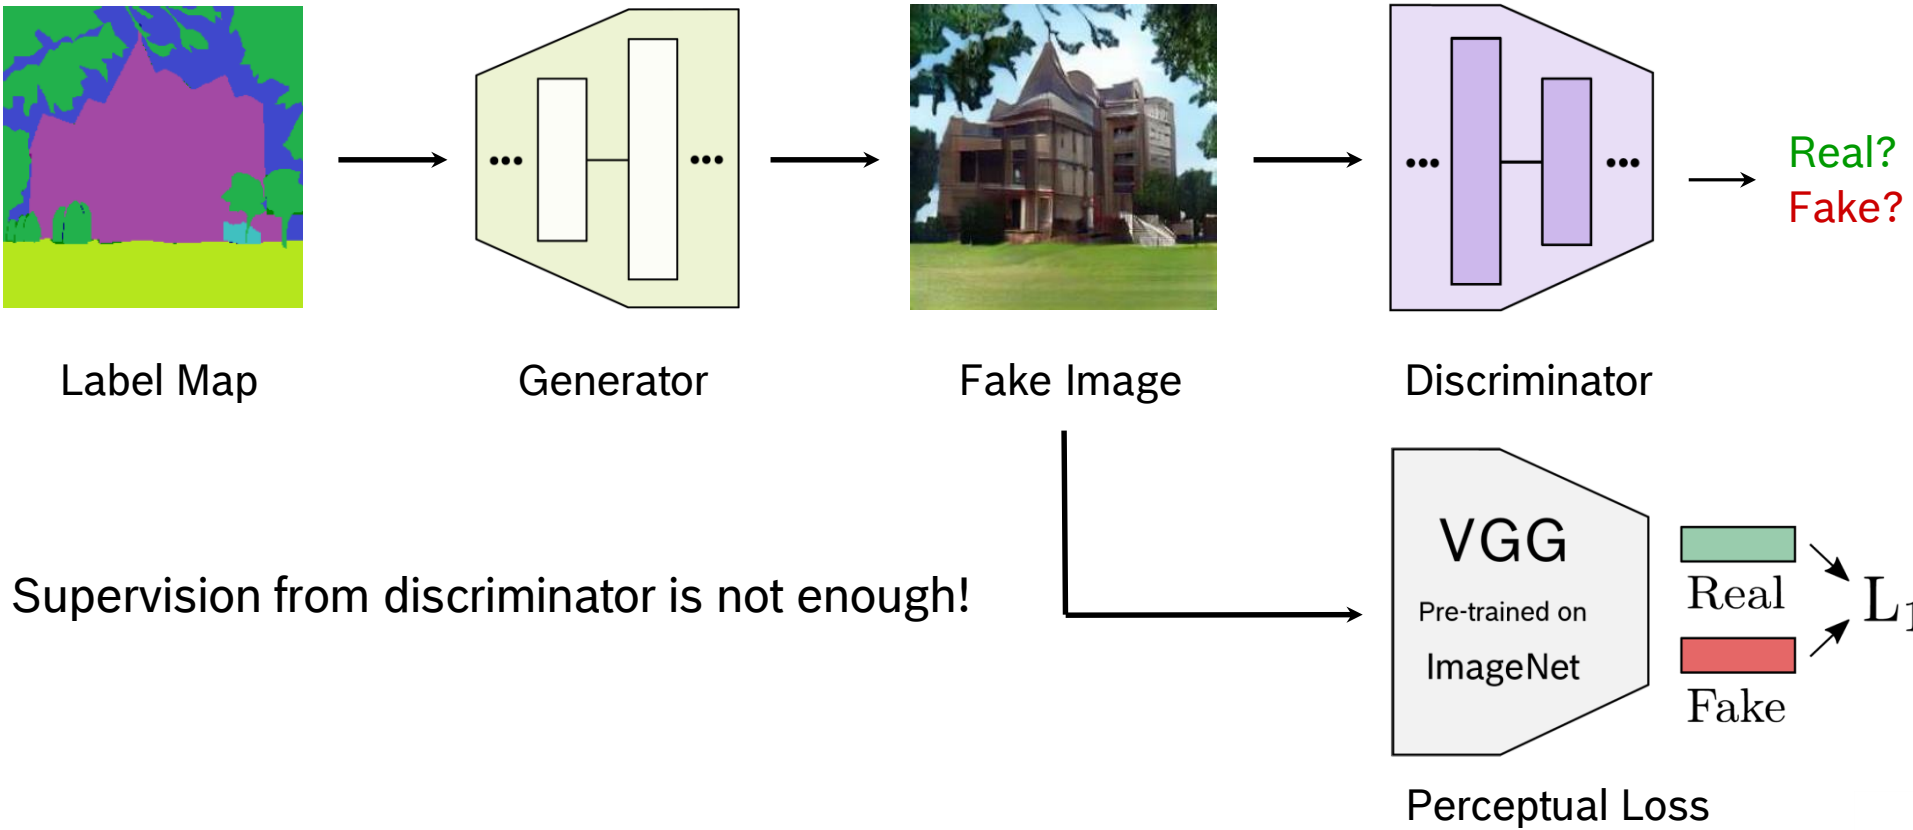 Real?
Fake?
Label Map
Generator
Fake Image
Discriminator
Supervision from discriminator is not enough!
VGG
Pre-trained on
ImageNet
Real
Fake
L1
Perceptual Loss